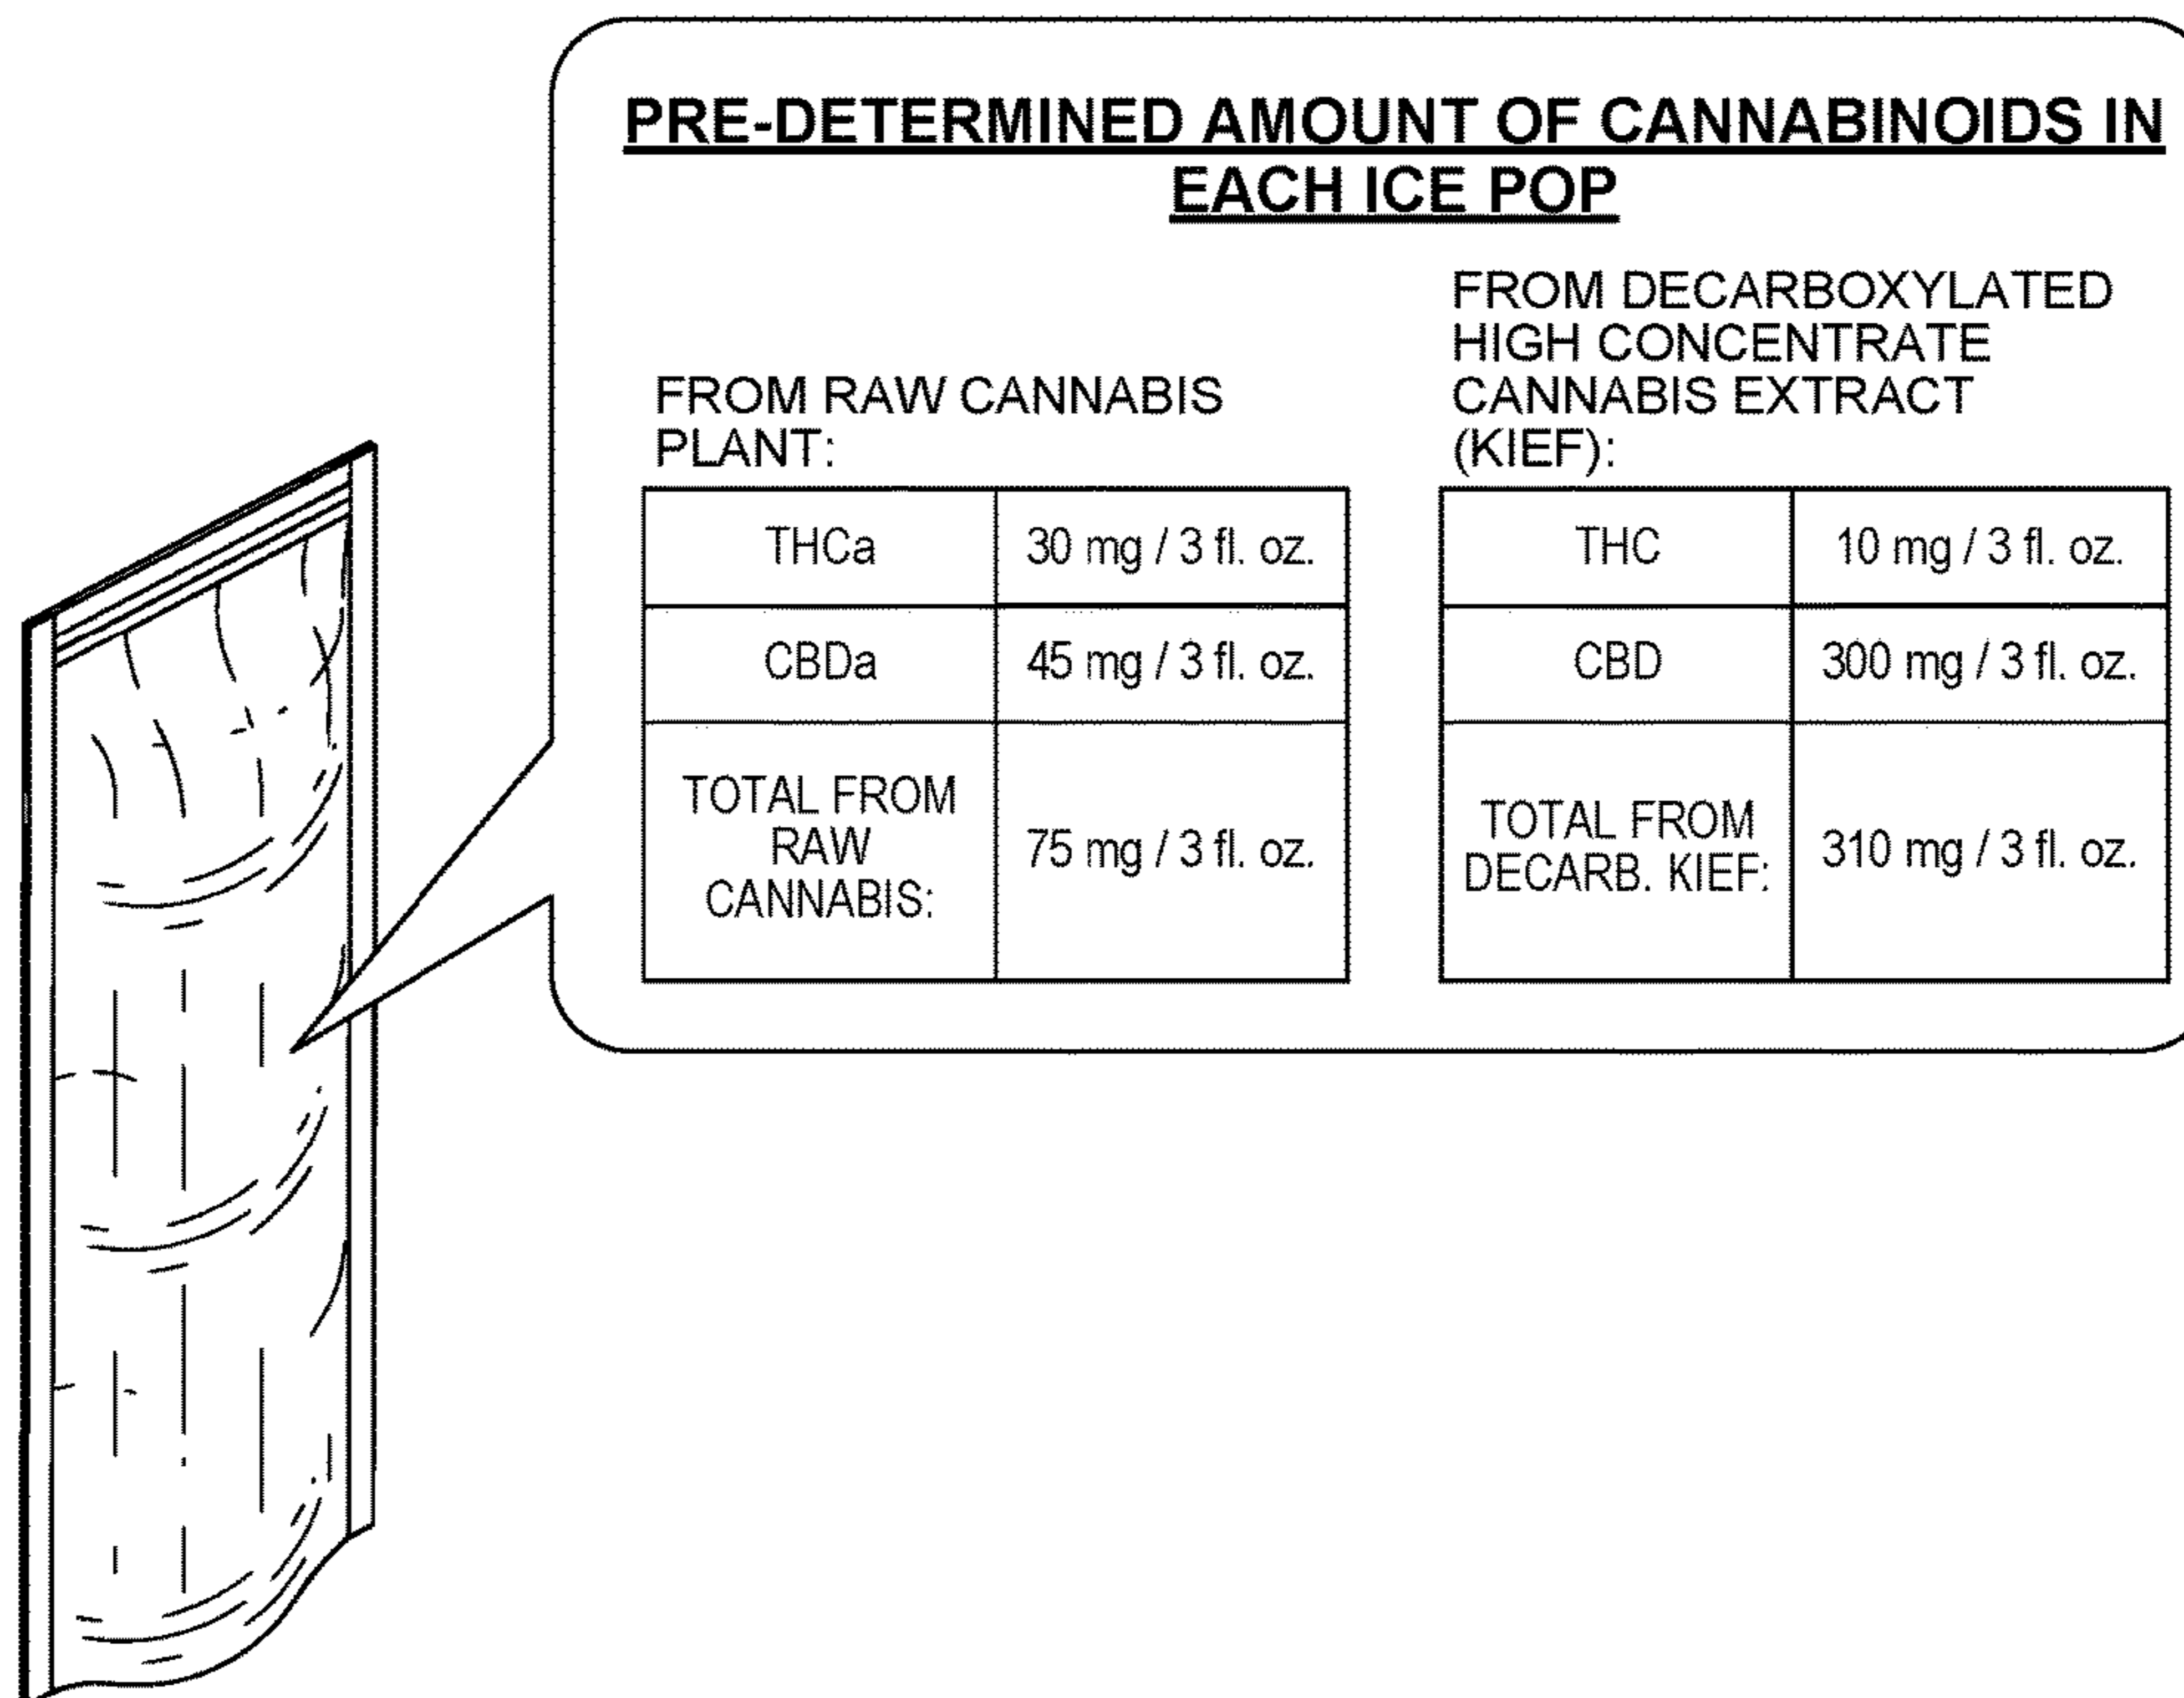 PRE-DETERMINED AMOUNT OF CANNABINOIDS IN
EACH ICE POP
FROM RAW CANNABIS
PLANT:
THCa 30 mg / 3 fl. oz.
CBDa 45 mg / 3 fl. oz.
TOTAL FROM
RAW
CANNABIS:
75 mg / 3 fl. oz.
FROM DECARBOXYLATED
HIGH CONCENTRATE
CANNABIS EXTRACT
(KIEF):
THC 10 mg / 3 fl. oz.
CBD 300 mg / 3 fl. oz.
TOTAL FROM
DECARB. KIEF:
310 mg / 3 fl. oz.